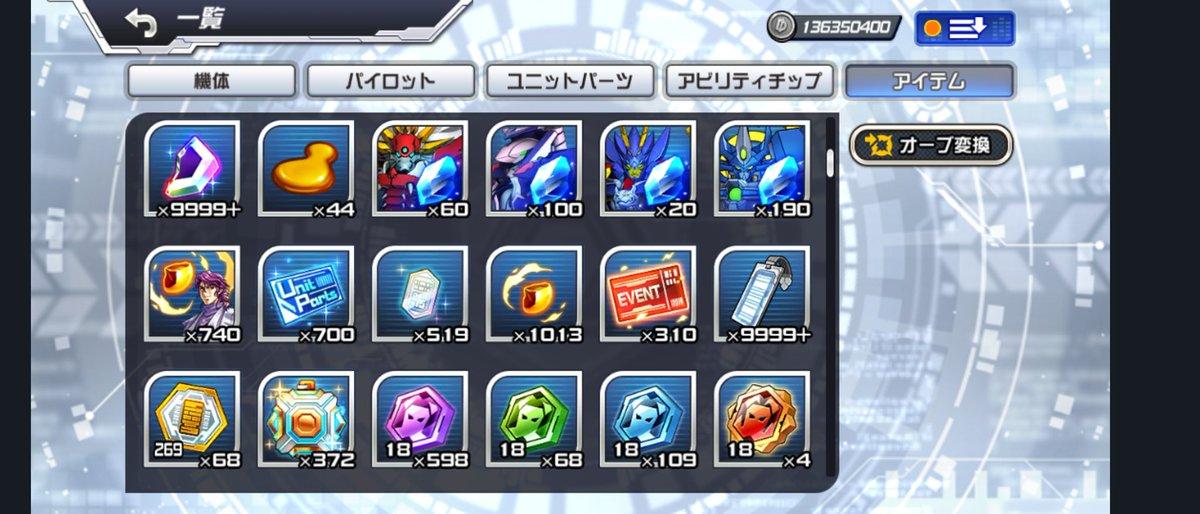 一覧
136350400
機体
パイロット
ユニットパーツ
アビリティチップ
アイテム
オーブ変換
×9999+
×44
×60
×100
×20
×190
×740
Unit Parts
×700
×519
×1013
EVENT
×310
×9999+
269
×68
×372
18
×598
18
×68
18
×109
18
×4